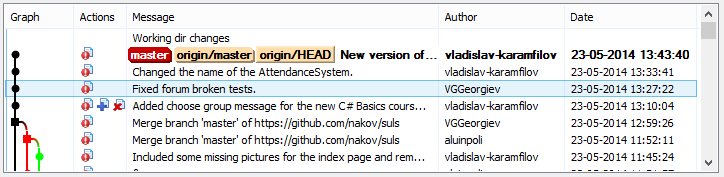 Graph Actions Message Author Date
Working dir changes
master origin/master origin/HEAD New version of... vladislav-karamfilov 23-05-2014 13:43:40
Changed the name of the AttendanceSystem. vladislav-karamfilov 23-05-2014 13:33:41
Fixed forum broken tests. VGGeorgiev 23-05-2014 13:27:22
Added choose group message for the new C# Basics cours... vladislav-karamfilov 23-05-2014 13:10:04
Merge branch 'master' of https://github.com/nakov/suls VGGeorgiev 23-05-2014 12:59:26
Merge branch 'master' of https://github.com/nakov/suls aluinpoli 23-05-2014 11:52:11
Included some missing pictures for the index page and rem... vladislav-karamfilov 23-05-2014 11:45:24